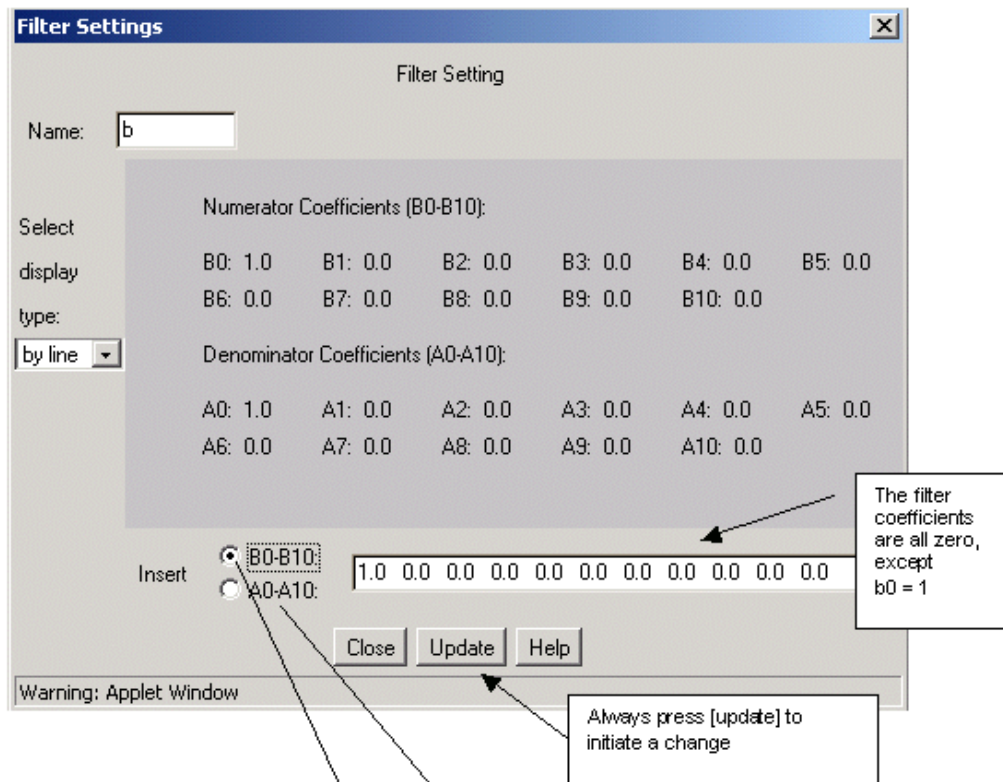 Filter Settings
Filter Setting
Name: b
Select
display
type:
by line
Numerator Coefficients (B0-B10):
B0: 1.0 B1: 0.0 B2: 0.0 B3: 0.0 B4: 0.0 B5: 0.0
B6: 0.0 B7: 0.0 B8: 0.0 B9: 0.0 B10: 0.0
Denominator Coefficients (A0-A10):
A0: 1.0 A1: 0.0 A2: 0.0 A3: 0.0 A4: 0.0 A5: 0.0
A6: 0.0 A7: 0.0 A8: 0.0 A9: 0.0 A10: 0.0
Insert
B0-B10:
A0-A10:
1.0 0.0 0.0 0.0 0.0 0.0 0.0 0.0 0.0 0.0 0.0
The filter
coefficients
are all zero,
except
b0 = 1
Close Update Help
Warning: Applet Window
Always press [update] to
initiate a change